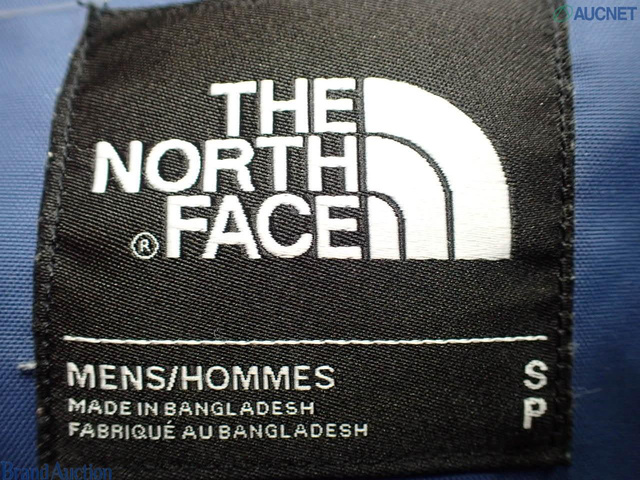 AUCNET
THE
NORTH
® FACE
MENS/HOMMES
MADE IN BANGLADESH
FABRIQUÉ AU BANGLADESH
S
P
Brand Auction